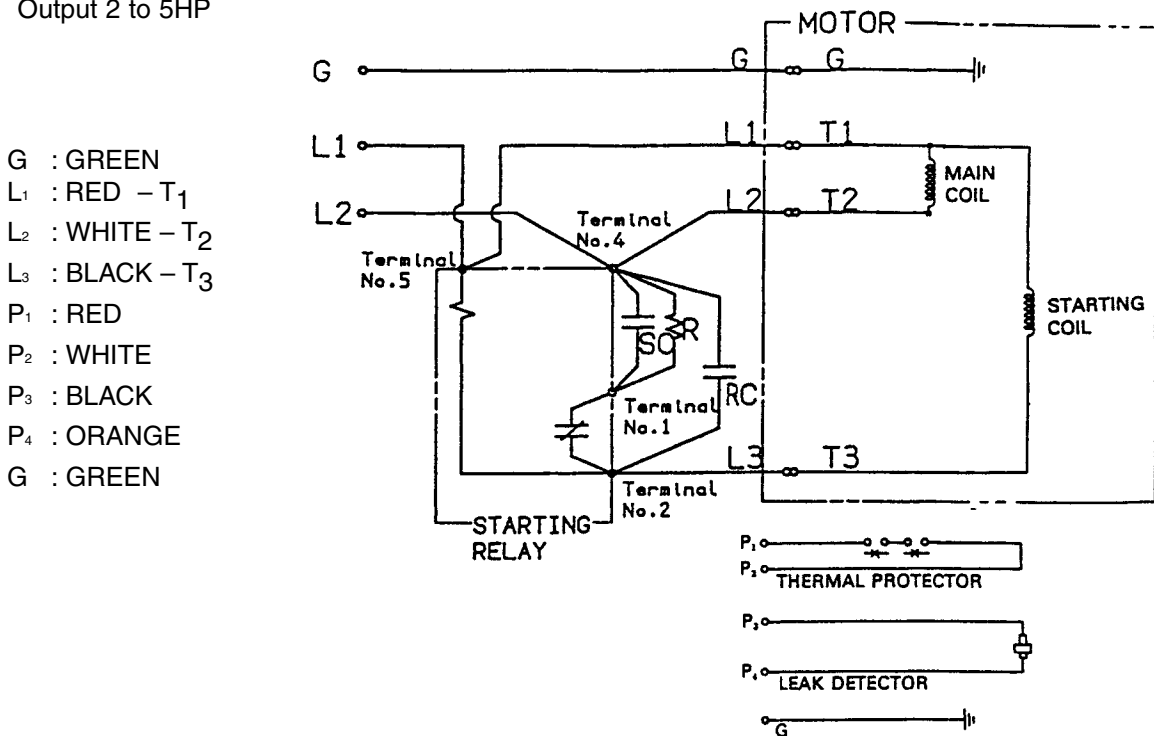 Output 2 to 5HP
G : GREEN
L1 : RED – T1
L2 : WHITE – T2
L3 : BLACK – T3
P1 : RED
P2 : WHITE
P3 : BLACK
P4 : ORANGE
G : GREEN
MOTOR
G G G
L1 L1 T1
MAIN
COIL
L2 L2 T2
Terminal
No.4
Terminal
No.5
SC R
STARTING
COIL
RC
Terminal
No.1
L3 T3
Terminal
No.2
STARTING
RELAY
P1
P2 THERMAL PROTECTOR
P3
P4 LEAK DETECTOR
G